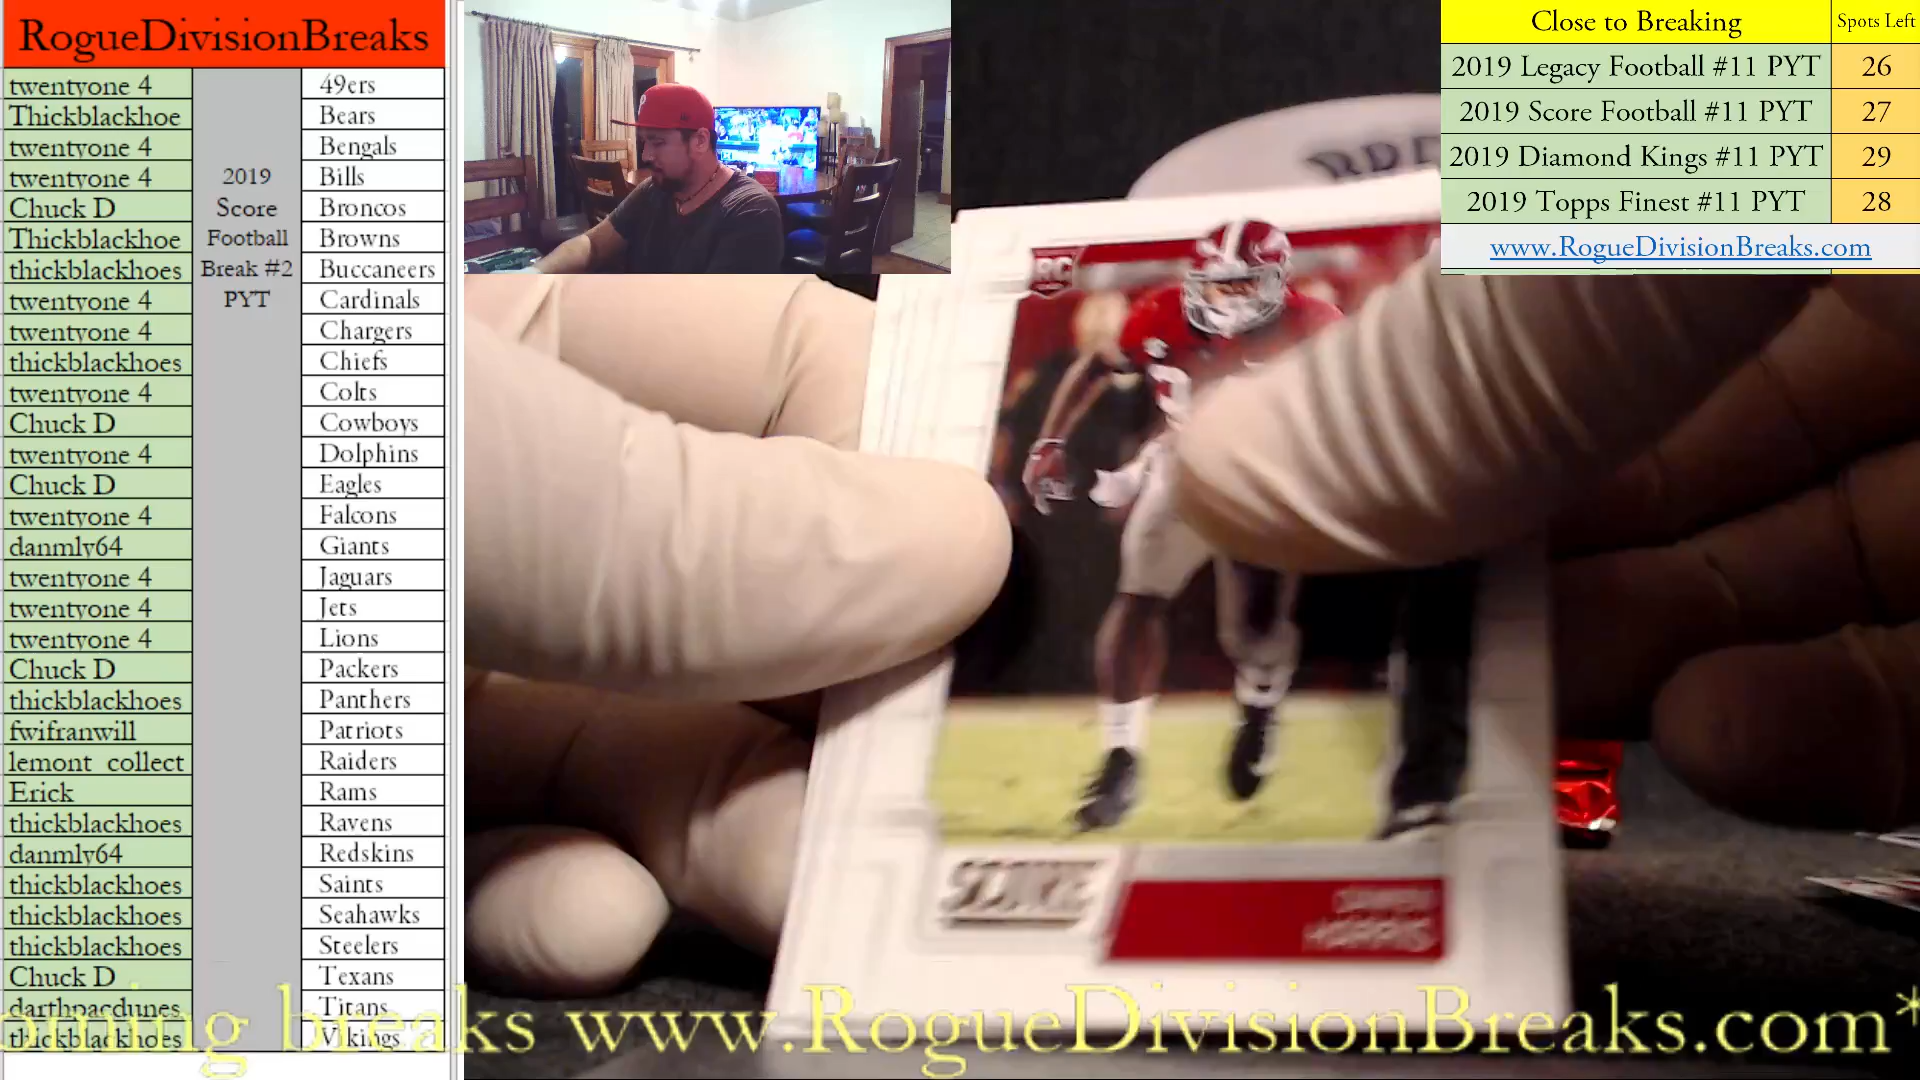 RogueDivisionBreaks
twentyone 4 49ers
Thickblackhoe Bears
twentyone 4 Bengals
twentyone 4 2019 Bills
Chuck D Score Broncos
Thickblackhoe Football Browns
thickblackhoes Break #2 Buccaneers
twentyone 4 PYT Cardinals
twentyone 4 Chargers
thickblackhoes Chiefs
twentyone 4 Colts
Chuck D Cowboys
twentyone 4 Dolphins
Chuck D Eagles
twentyone 4 Falcons
danmly64 Giants
twentyone 4 Jaguars
twentyone 4 Jets
twentyone 4 Lions
Chuck D Packers
thickblackhoes Panthers
fwifranwill Patriots
lemont collect Raiders
Erick Rams
thickblackhoes Ravens
danmly64 Redskins
thickblackhoes Saints
thickblackhoes Seahawks
thickblackhoes Steelers
Chuck D Texans
darthpacdunes Titans
thickblackhoes Vikings
Close to Breaking Spots Left
2019 Legacy Football #11 PYT 26
2019 Score Football #11 PYT 27
2019 Diamond Kings #11 PYT 29
2019 Topps Finest #11 PYT 28
www.RogueDivisionBreaks.com
RC
SCORE
HARRIS
oming breaks www.RogueDivisionBreaks.com*